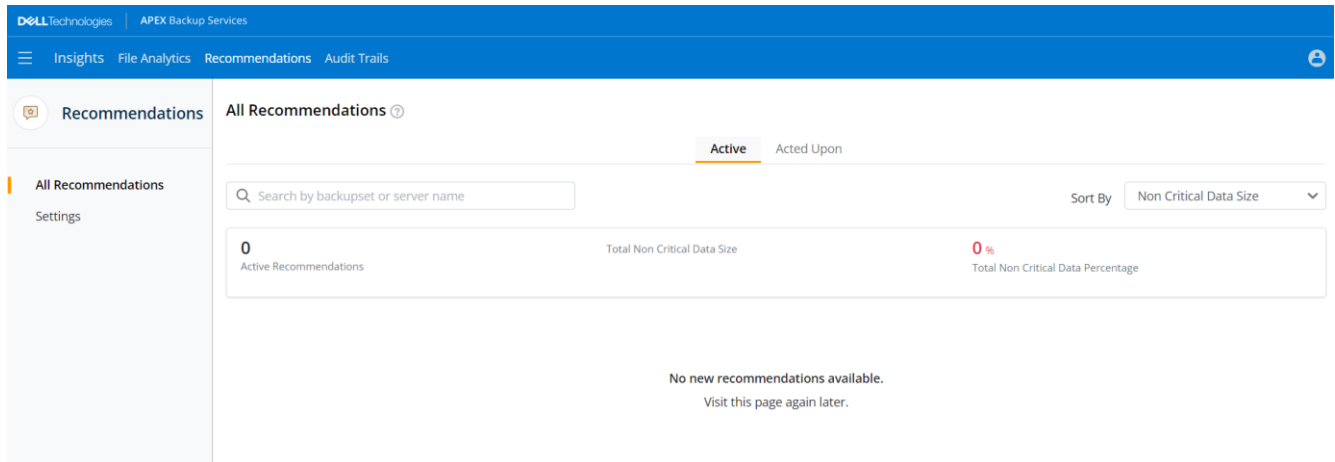 DELLTechnologies | APEX Backup Services
Insights File Analytics Recommendations Audit Trails
Recommendations
All Recommendations
Settings
All Recommendations ?
Active Acted Upon
Search by backupset or server name
Sort By Non Critical Data Size
0
Active Recommendations
Total Non Critical Data Size
0 %
Total Non Critical Data Percentage
No new recommendations available.
Visit this page again later.